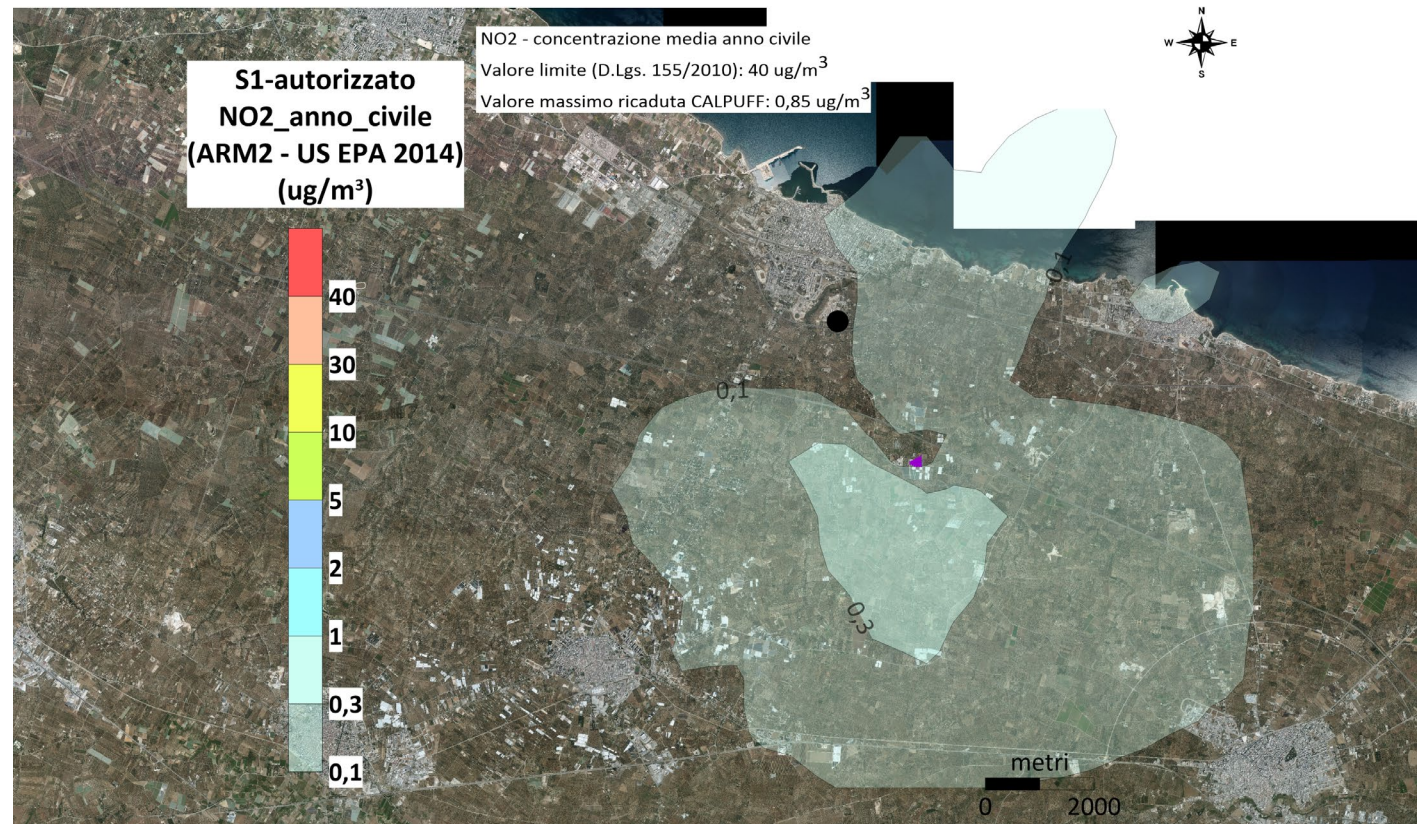 NO2 - concentrazione media anno civile
Valore limite (D.Lgs. 155/2010): 40 ug/m³
Valore massimo ricaduta CALPUFF: 0,85 ug/m³
N
W E
S
S1-autorizzato
NO2_anno_civile
(ARM2 - US EPA 2014)
(ug/m³)
40
30
10
5
2
1
0,3
0,1
0,1
0,1
0,3
metri
0 2000